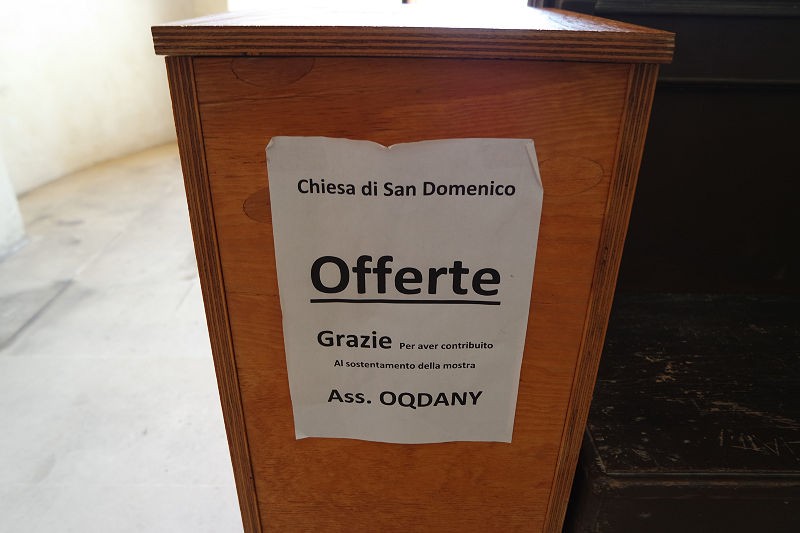 Chiesa di San Domenico
Offerte
Grazie Per aver contribuito
Al sostentamento della mostra
Ass. OQDANY